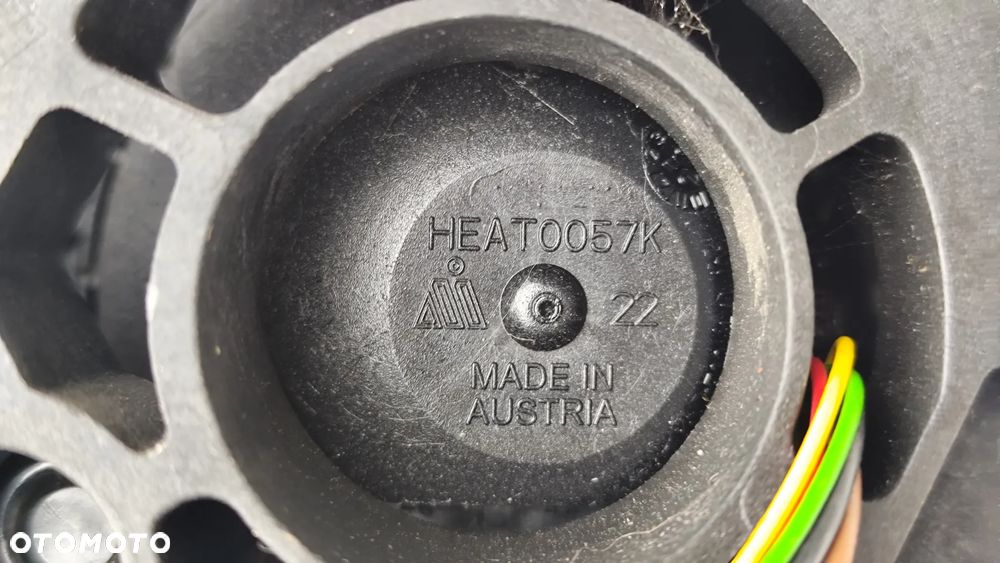 HEAT0057K
©
22
MADE IN
AUSTRIA
OTOMOTO